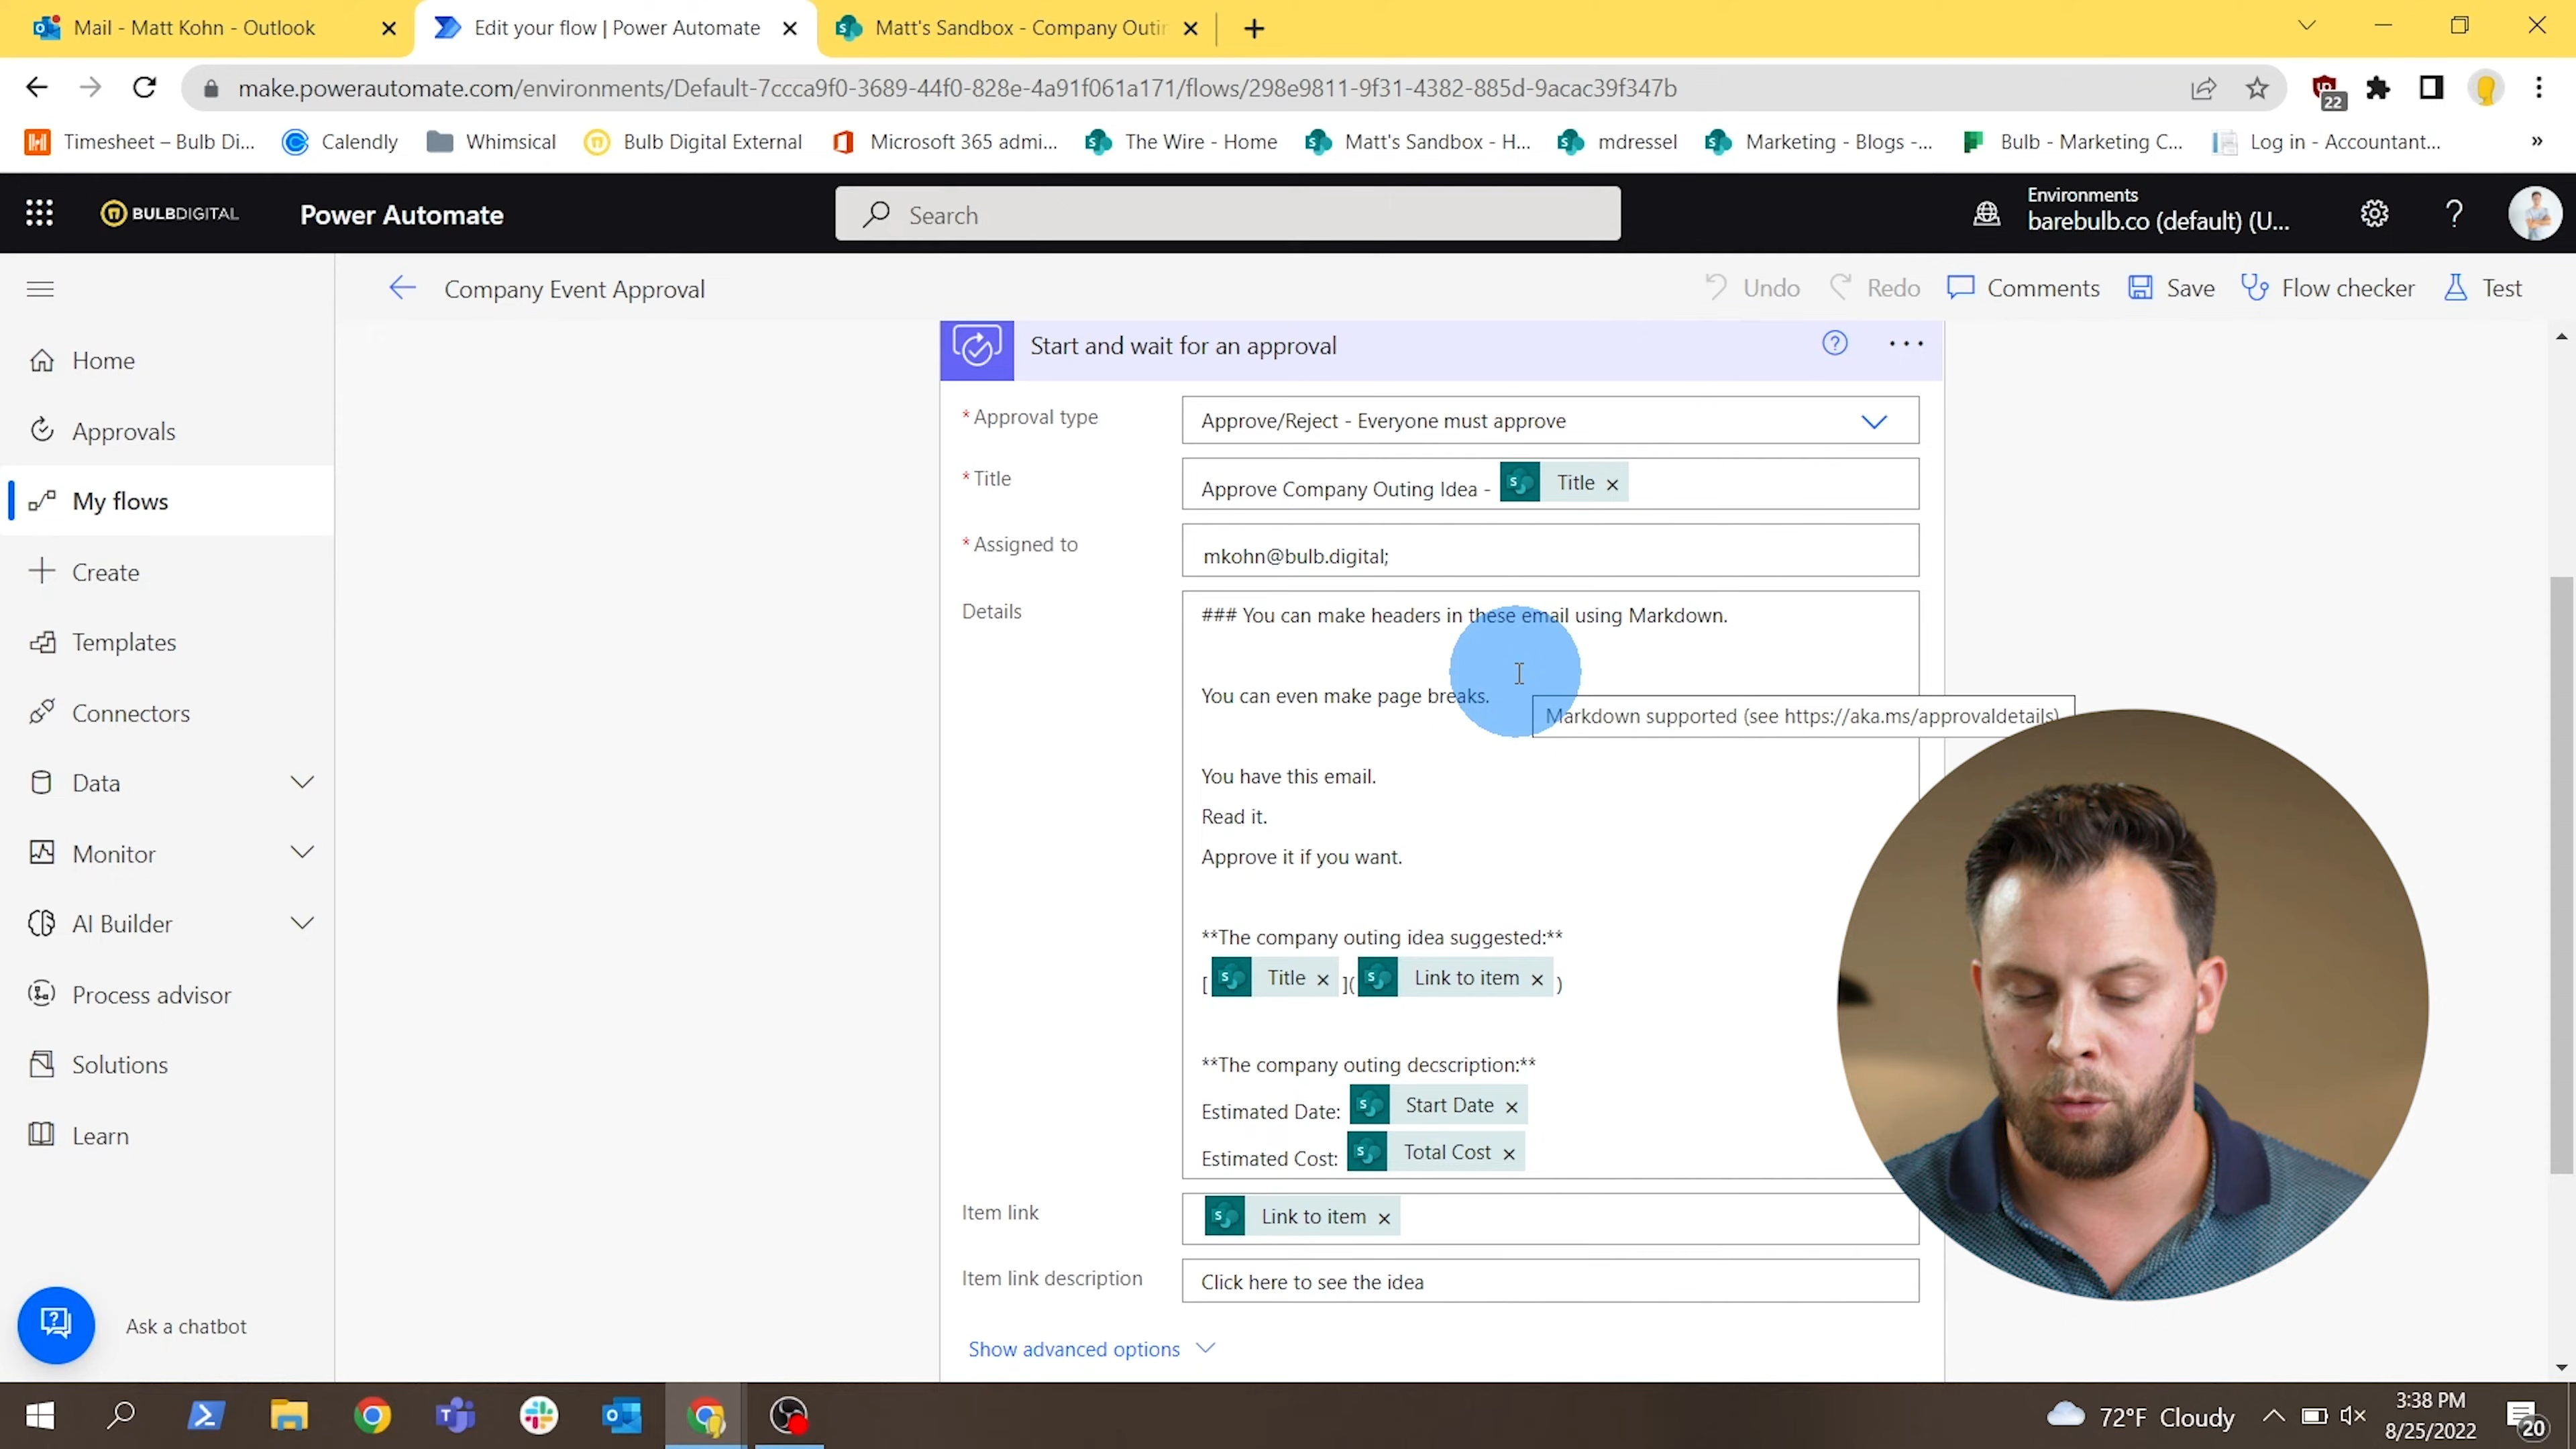 Mail - Matt Kohn - Outlook
Edit your flow | Power Automate
Matt's Sandbox - Company Outin
make.powerautomate.com/environments/Default-7ccca9f0-3689-44f0-828e-4a91f061a171/flows/298e9811-9f31-4382-885d-9acac39f347b
22
Timesheet – Bulb Di...
Calendly
Whimsical
Bulb Digital External
Microsoft 365 admi...
The Wire - Home
Matt's Sandbox - H...
mdressel
Marketing - Blogs -...
Bulb - Marketing C...
Log in - Accountant...
»
BULBDIGITAL
Power Automate
Search
Environments
barebulb.co (default) (U...
?
Company Event Approval
Undo
Redo
Comments
Save
Flow checker
Test
Home
Approvals
My flows
Create
Templates
Connectors
Data
Monitor
AI Builder
Process advisor
Solutions
Learn
Ask a chatbot
Start and wait for an approval
* Approval type
Approve/Reject - Everyone must approve
* Title
Approve Company Outing Idea - Title ×
* Assigned to
mkohn@bulb.digital;
Details
### You can make headers in these email using Markdown.
You can even make page breaks.
Markdown supported (see https://aka.ms/approvaldetails)
You have this email.
Read it.
Approve it if you want.
**The company outing idea suggested:**
[ Title × ]( Link to item × )
**The company outing decscription:**
Estimated Date: Start Date ×
Estimated Cost: Total Cost ×
Item link
Link to item ×
Item link description
Click here to see the idea
Show advanced options
72°F Cloudy
3:38 PM
8/25/2022
20